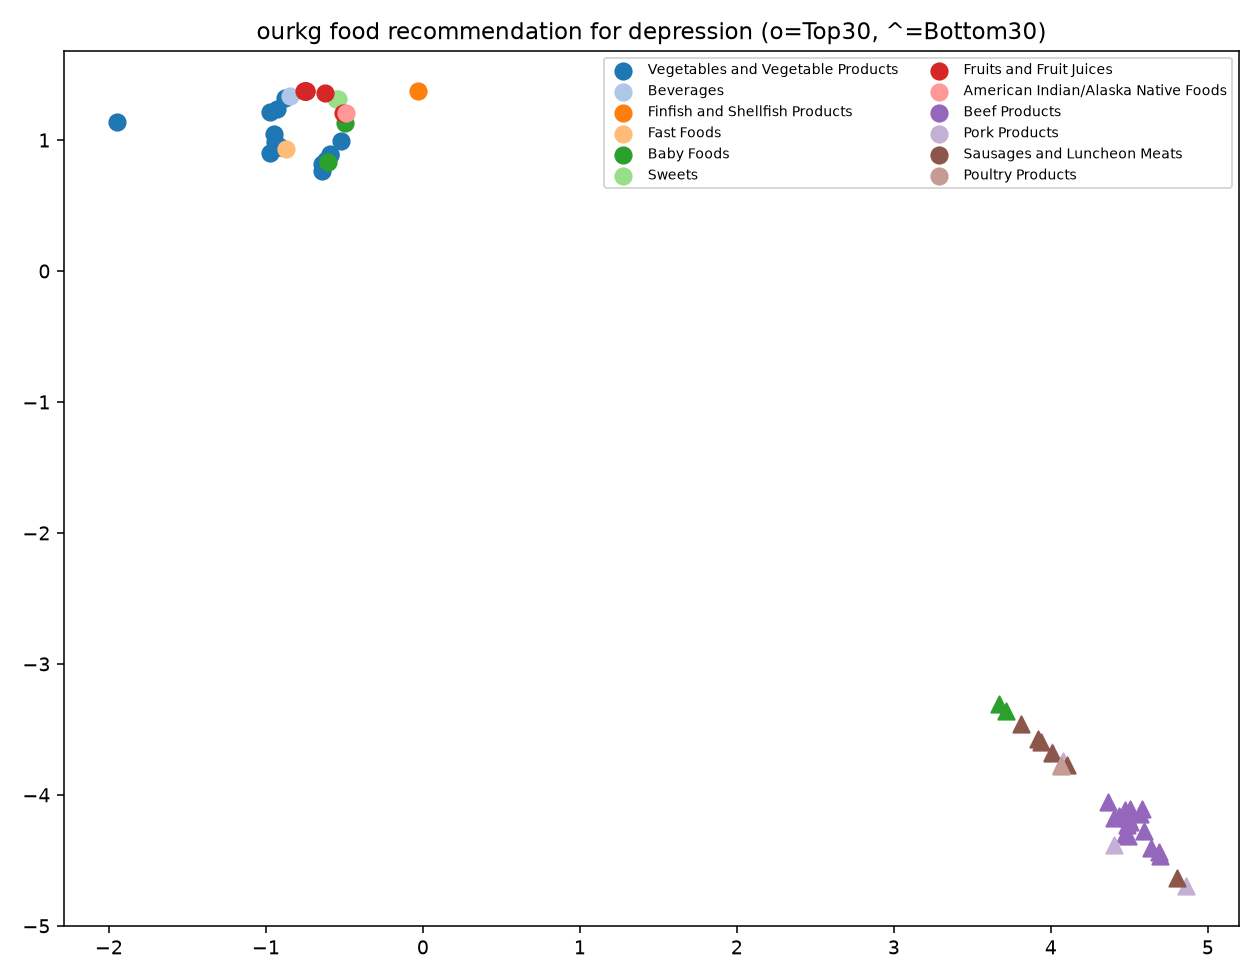 ourkg food recommendation for depression (o=Top30, ^=Bottom30)
Vegetables and Vegetable Products
Beverages
Finfish and Shellfish Products
Fast Foods
Baby Foods
Sweets
Fruits and Fruit Juices
American Indian/Alaska Native Foods
Beef Products
Pork Products
Sausages and Luncheon Meats
Poultry Products
1
0
−1
−2
−3
−4
−5
−2 −1 0 1 2 3 4 5